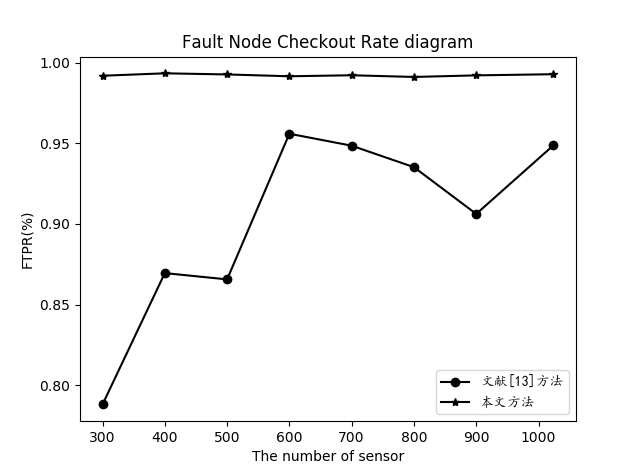 Fault Node Checkout Rate diagram
1.00
0.95
0.90
0.85
0.80
FTPR(%)
文献[13]方法
本文方法
300 400 500 600 700 800 900 1000
The number of sensor